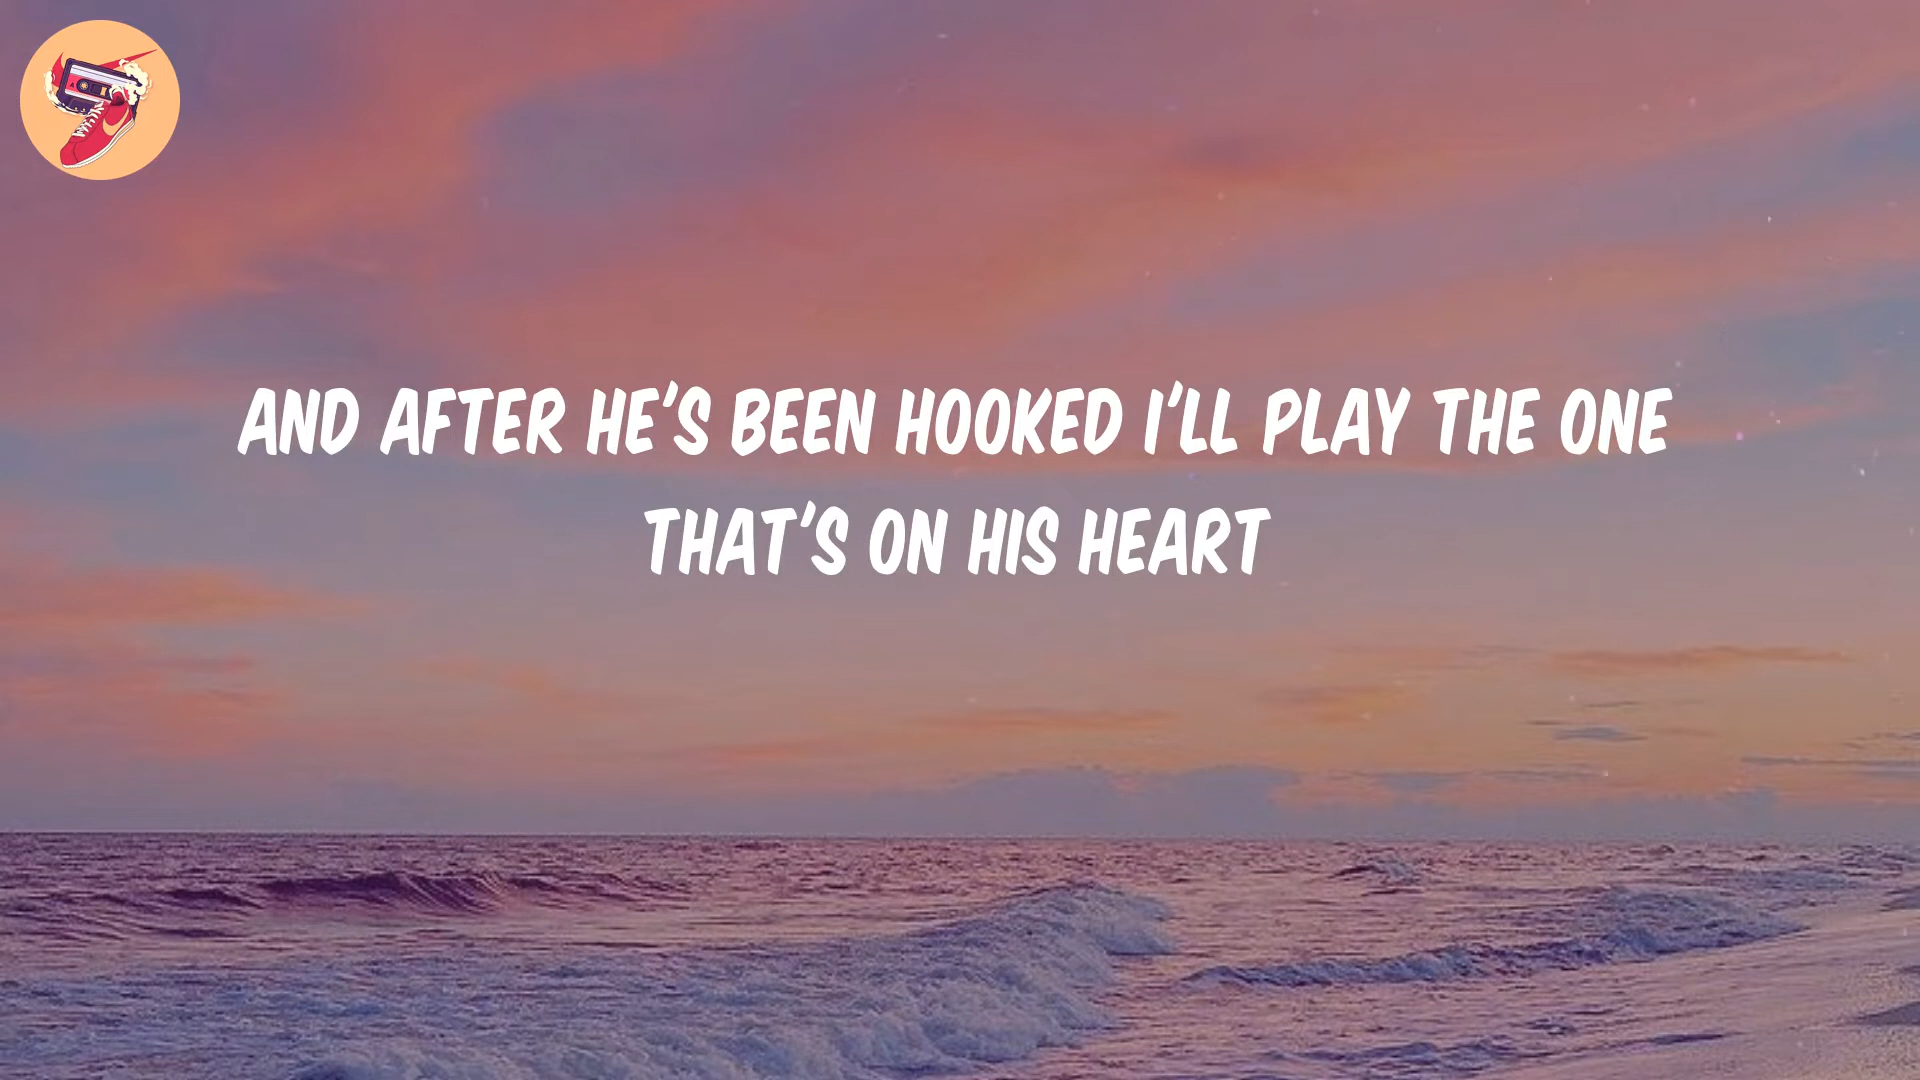 AND AFTER HE'S BEEN HOOKED I'LL PLAY THE ONE
THAT'S ON HIS HEART